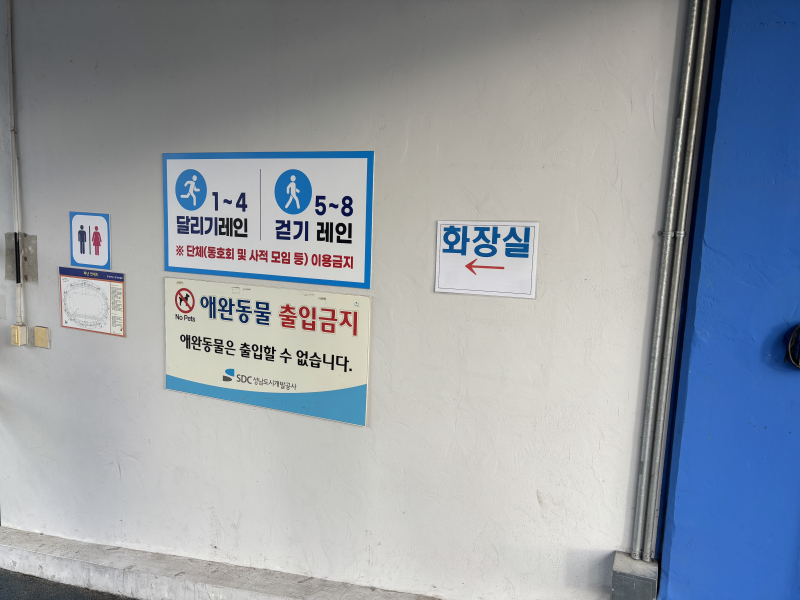 1~4
달리기레인
5~8
걷기 레인
※ 단체(동호회 및 사적 모임 등) 이용금지
No Pets
애완동물 출입금지
애완동물은 출입할 수 없습니다.
SDC 성남도시개발공사
화장실